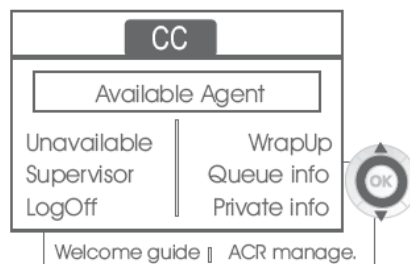 CC
Available Agent
Unavailable WrapUp
Supervisor Queue info
LogOff Private info
OK
Welcome guide ACR manage.